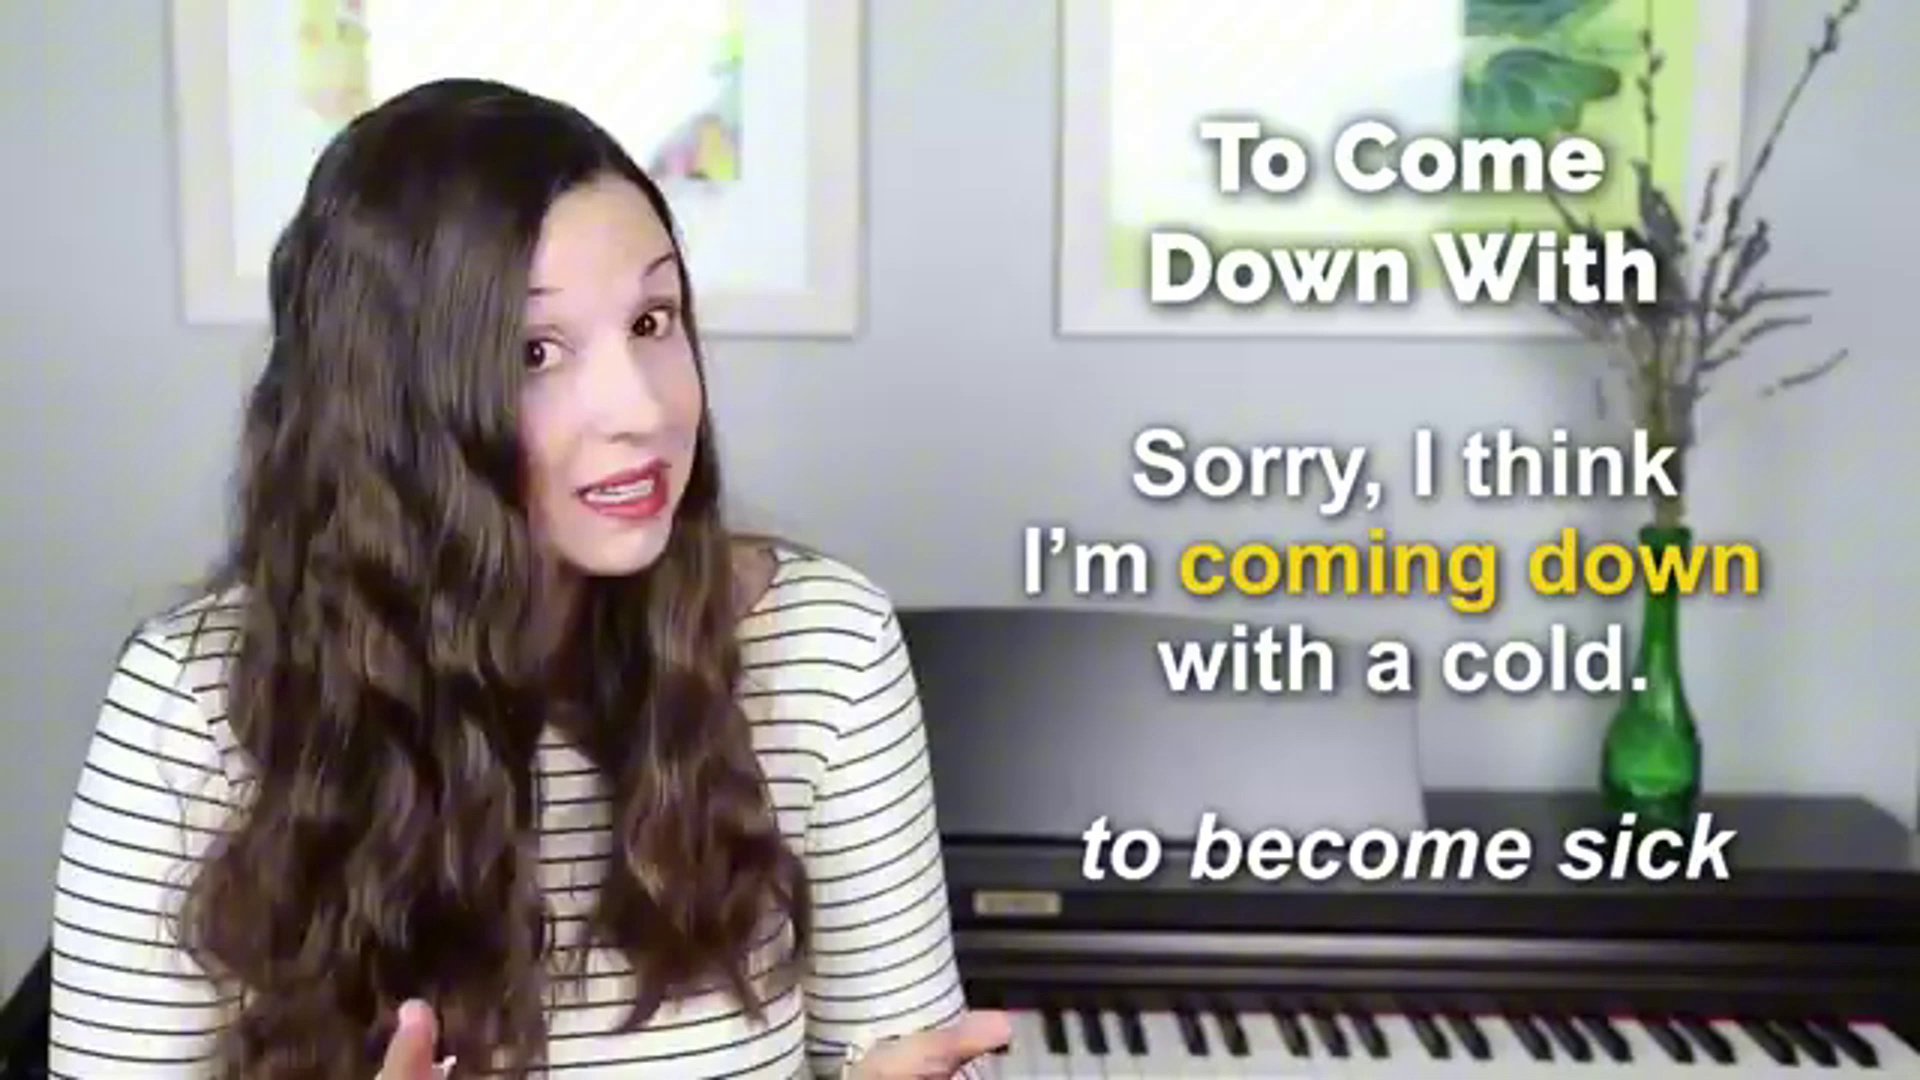 To Come
Down With
Sorry, I think
I’m coming down
with a cold.
to become sick